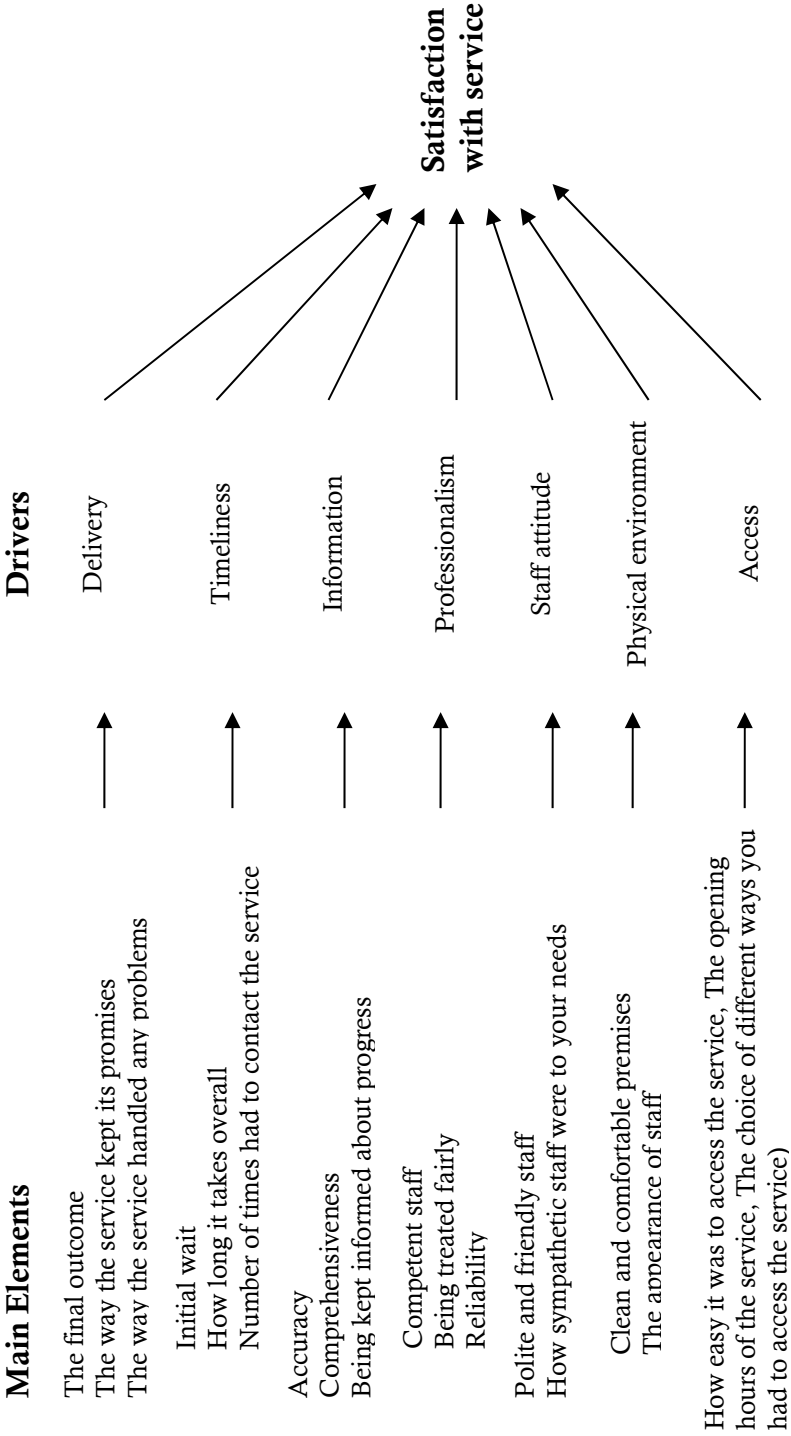 Main Elements
Drivers
The final outcome
The way the service kept its promises
The way the service handled any problems
Delivery
Initial wait
How long it takes overall
Number of times had to contact the service
Timeliness
Accuracy
Comprehensiveness
Being kept informed about progress
Information
Competent staff
Being treated fairly
Reliability
Professionalism
Polite and friendly staff
How sympathetic staff were to your needs
Staff attitude
Clean and comfortable premises
The appearance of staff
Physical environment
How easy it was to access the service, The opening
hours of the service, The choice of different ways you
had to access the service)
Access
Satisfaction
with service